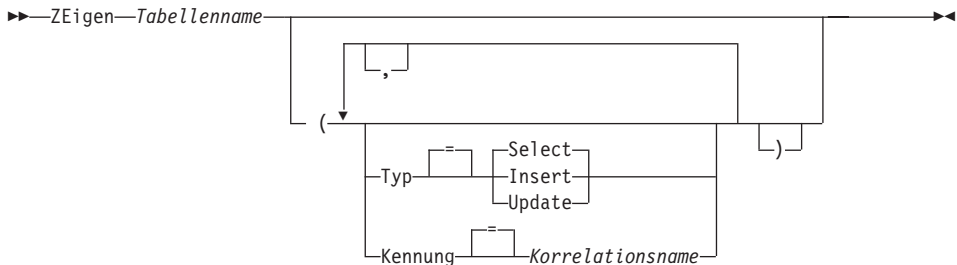 ZEigen Tabellenname
,
(
)
= Select
Typ Insert
Update
=
Kennung Korrelationsname